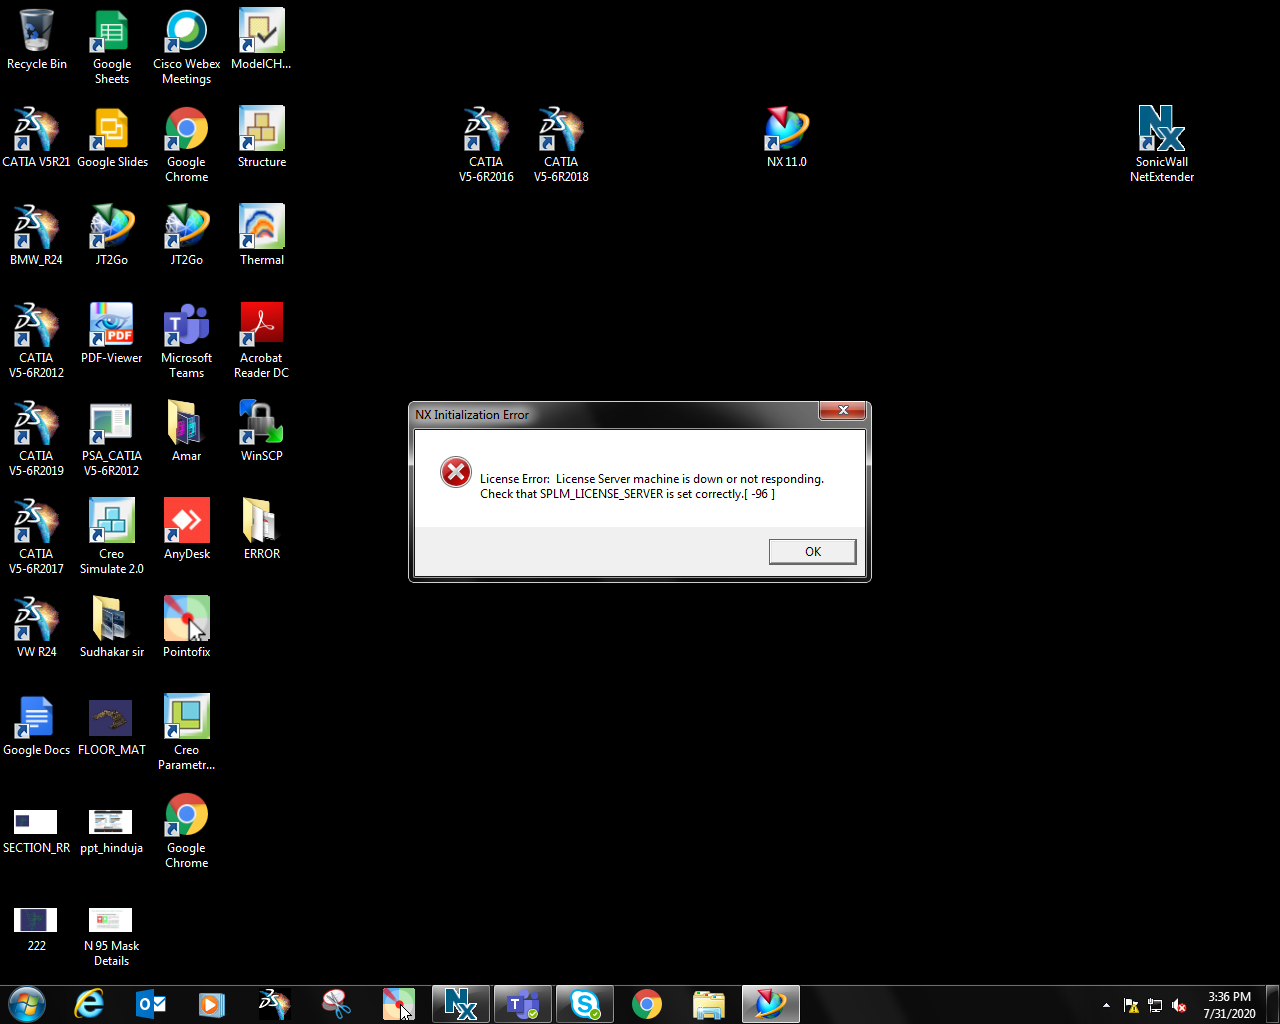 Recycle Bin
Google
Sheets
Cisco Webex
Meetings
ModelCH...
CATIA V5R21
Google Slides
Google
Chrome
Structure
CATIA
V5-6R2016
CATIA
V5-6R2018
NX 11.0
SonicWall
NetExtender
BMW_R24
JT2Go
JT2Go
Thermal
CATIA
V5-6R2012
PDF-Viewer
Microsoft
Teams
Acrobat
Reader DC
CATIA
V5-6R2019
PSA_CATIA
V5-6R2012
Amar
WinSCP
CATIA
V5-6R2017
Creo
Simulate 2.0
AnyDesk
ERROR
VW R24
Sudhakar sir
Pointofix
Google Docs
FLOOR_MAT
Creo
Parametr...
SECTION_RR
ppt_hinduja
Google
Chrome
222
N 95 Mask
Details
NX Initialization Error
License Error:  License Server machine is down or not responding.
Check that SPLM_LICENSE_SERVER is set correctly.[ -96 ]
OK
3:36 PM
7/31/2020